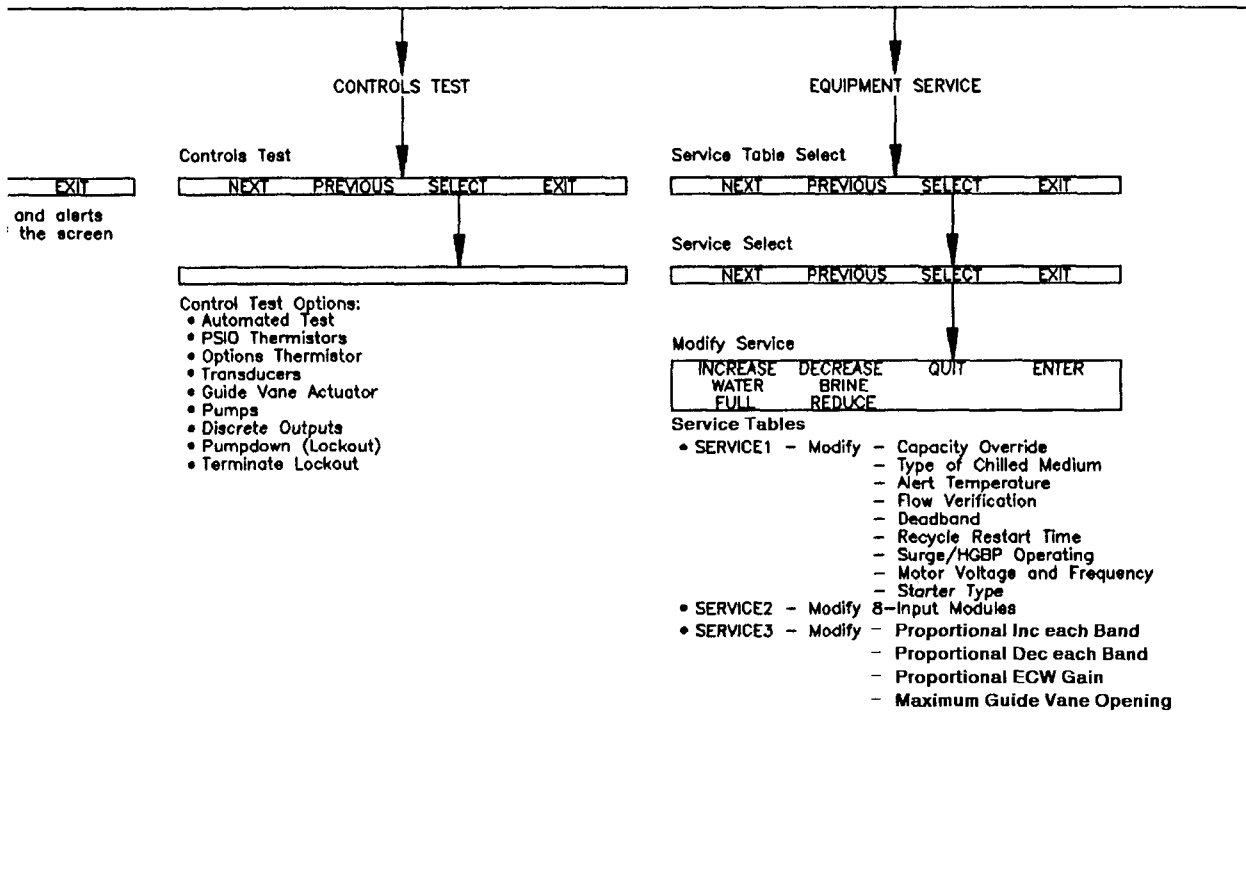 EXIT
and alerts
the screen
CONTROLS TEST
Controls Test
NEXT PREVIOUS SELECT EXIT
Control Test Options:
• Automated Test
• PSIO Thermistors
• Options Thermistor
• Transducers
• Guide Vane Actuator
• Pumps
• Discrete Outputs
• Pumpdown (Lockout)
• Terminate Lockout
EQUIPMENT SERVICE
Service Table Select
NEXT PREVIOUS SELECT EXIT
Service Select
NEXT PREVIOUS SELECT EXIT
Modify Service
INCREASE DECREASE QUIT ENTER
WATER BRINE
FULL REDUCE
Service Tables
• SERVICE1 – Modify – Capacity Override
– Type of Chilled Medium
– Alert Temperature
– Flow Verification
– Deadband
– Recycle Restart Time
– Surge/HGBP Operating
– Motor Voltage and Frequency
– Starter Type
• SERVICE2 – Modify 8–Input Modules
• SERVICE3 – Modify – Proportional Inc each Band
– Proportional Dec each Band
– Proportional ECW Gain
– Maximum Guide Vane Opening